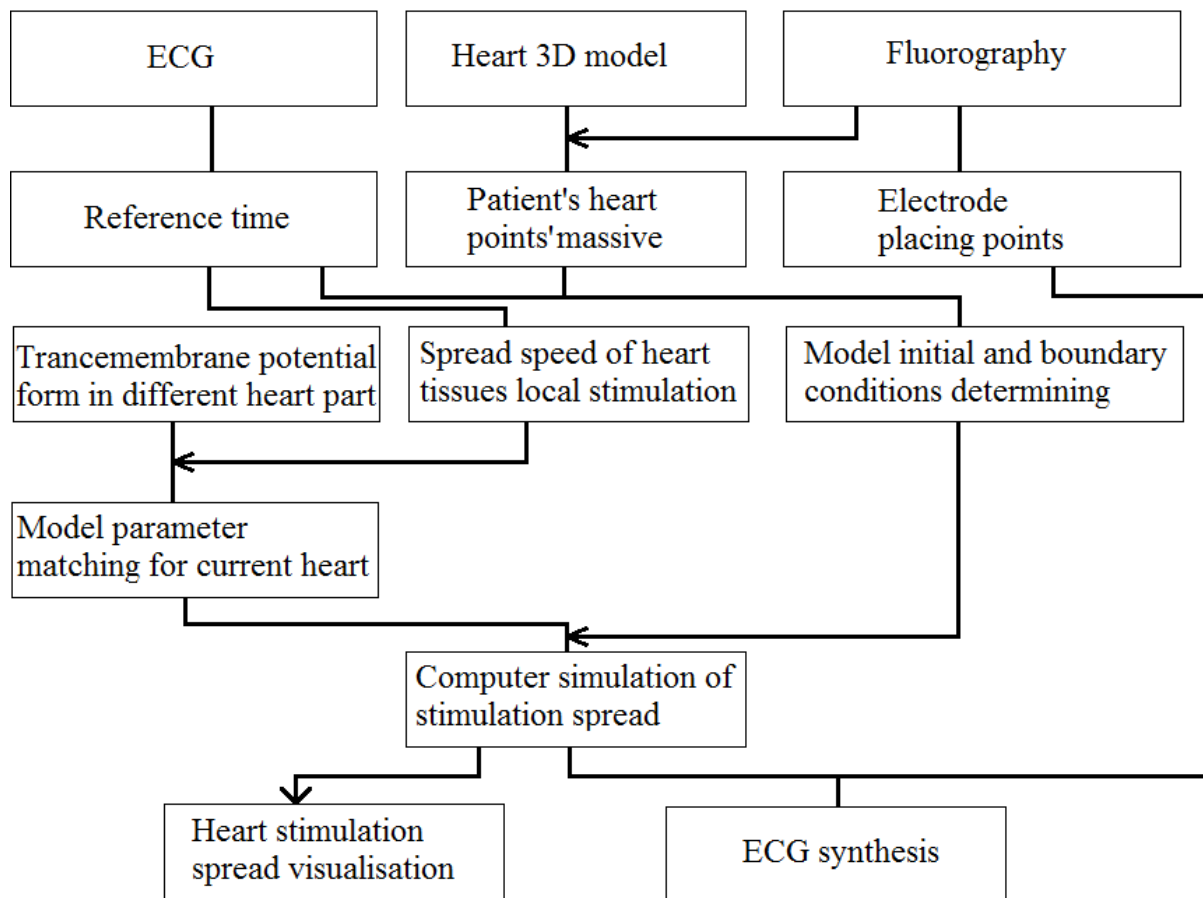 ECG
Heart 3D model
Fluorography
Reference time
Patient's heart
points'massive
Electrode
placing points
Trancemembrane potential
form in different heart part
Spread speed of heart
tissues local stimulation
Model initial and boundary
conditions determining
Model parameter
matching for current heart
Computer simulation of
stimulation spread
Heart stimulation
spread visualisation
ECG synthesis